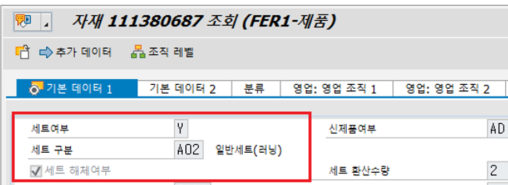 자재 111380687 조회 (FER1-제품)
추가 데이터 조직 레벨
기본 데이터 1 기본 데이터 2 분류 영업: 영업 조직 1 영업: 영업 조직 2
세트여부 Y 신제품여부 AD
세트 구분 A02 일반세트(러닝)
세트 해제여부 세트 환산수량 2